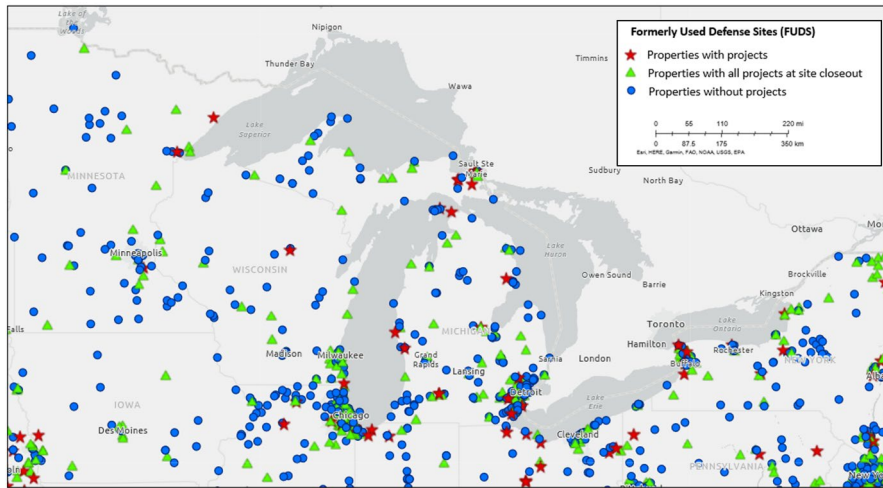 Lake of
the
Woods
Nipigon
Thunder Bay
Timmins
Wawa
Lake
Superior
Sault Ste
Marie
Sudbury
North Bay
MINNESOTA
Ottawa
Minneapolis
WISCONSIN
Lake
Huron
Owen Sound
Barrie
Brockville
Kingston
Falls
Toronto
Lake
Ontario
Hamilton
Rochester
MICHIGAN
Madison
Milwaukee
Grand
Rapids
Lansing
Sarnia
London
Buffalo
NEW YORK
Detroit
IOWA
Des Moines
Chicago
Lake
Erie
Cleveland
PENNSYLVANIA
New Yo
Formerly Used Defense Sites (FUDS)
Properties with projects
Properties with all projects at site closeout
Properties without projects
0 55 110 220 mi
0 87.5 175 350 km
Esri, HERE, Garmin, FAO, NOAA, USGS, EPA